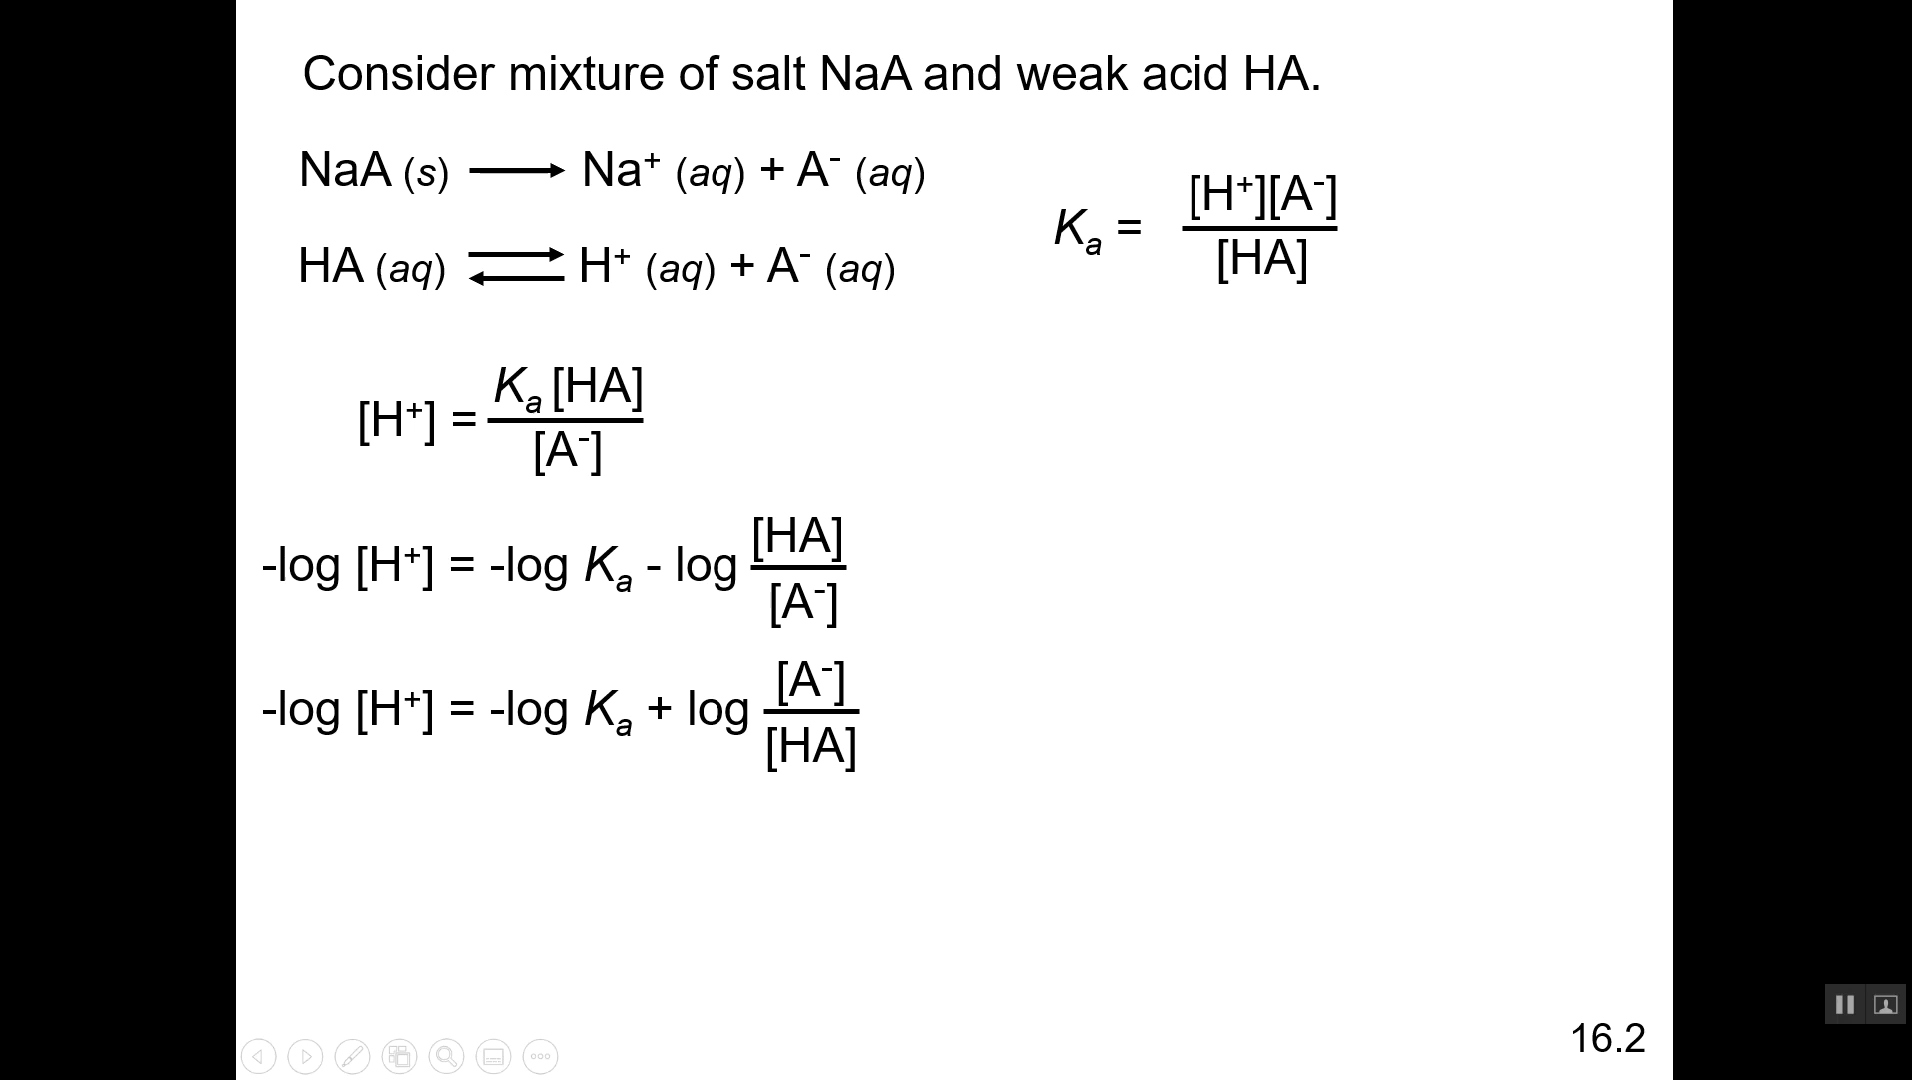 Consider mixture of salt NaA and weak acid HA.
NaA (s) ⟶ Na⁺ (aq) + A⁻ (aq)
HA (aq) ⇌ H⁺ (aq) + A⁻ (aq)
Kₐ = [H⁺][A⁻] / [HA]
[H⁺] = Kₐ [HA] / [A⁻]
-log [H⁺] = -log Kₐ - log [HA] / [A⁻]
-log [H⁺] = -log Kₐ + log [A⁻] / [HA]
16.2